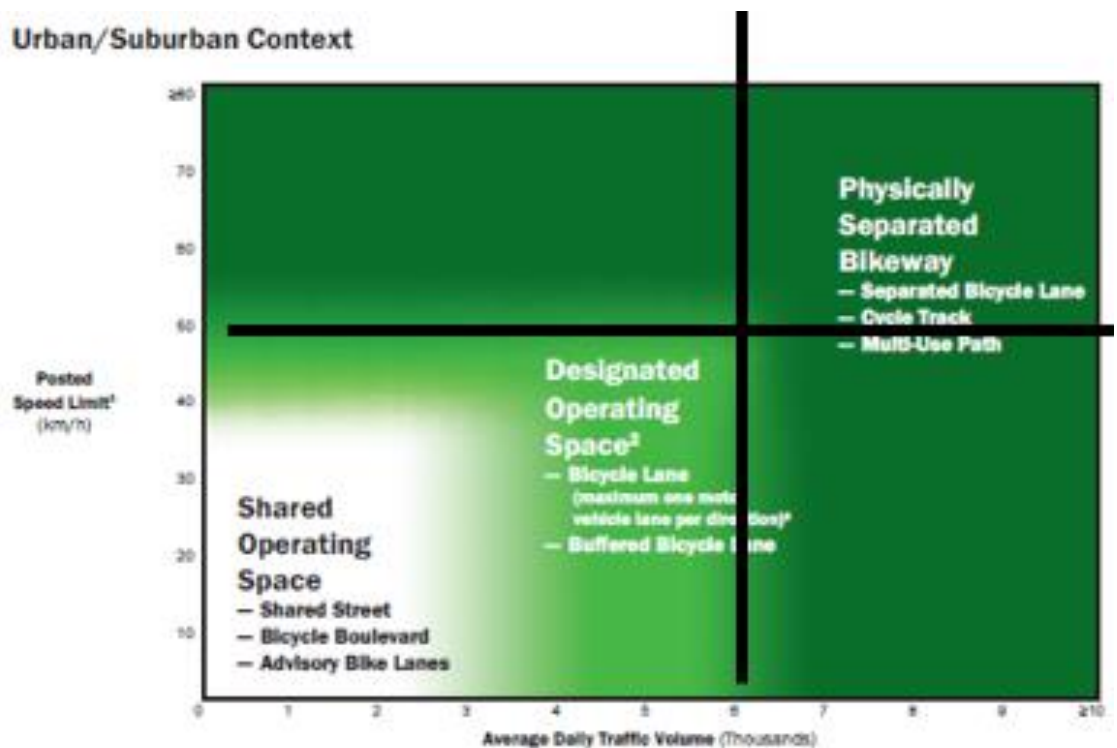 Urban/Suburban Context
≥80
70
60
50
40
30
20
10
Posted
Speed Limit¹
(km/h)
Physically
Separated
Bikeway
— Separated Bicycle Lane
— Cycle Track
— Multi-Use Path
Designated
Operating
Space²
— Bicycle Lane
(maximum one
vehicle lane per
— Buffered Bicycle
Shared
Operating
Space
— Shared Street
— Bicycle Boulevard
— Advisory Bike Lanes
0 1 2 3 4 5 6 7 8 9 ≥10
Average Daily Traffic Volume (Thousands)